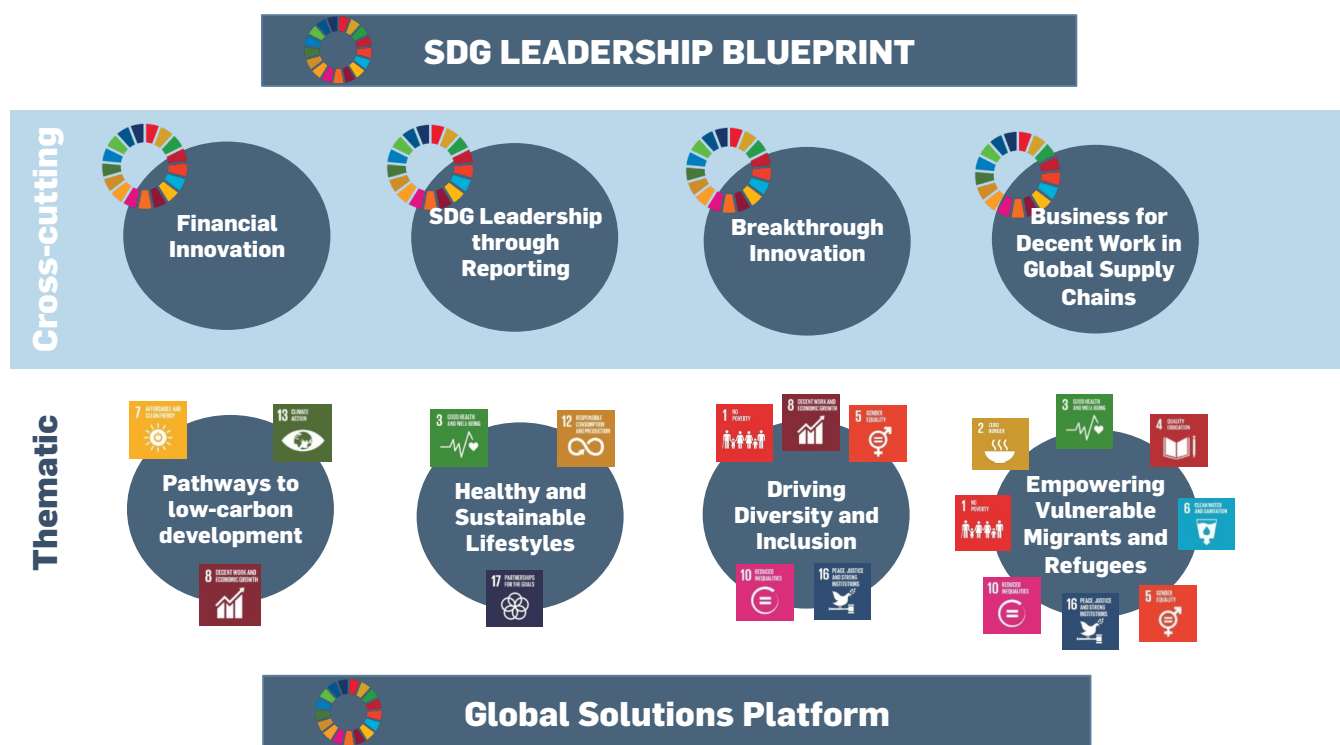 SDG LEADERSHIP BLUEPRINT
Cross-cutting
Financial
Innovation
SDG Leadership
through
Reporting
Breakthrough
Innovation
Business for
Decent Work in
Global Supply
Chains
Thematic
7 AFFORDABLE AND
CLEAN ENERGY
13 CLIMATE
ACTION
Pathways to
low-carbon
development
8 DECENT WORK AND
ECONOMIC GROWTH
3 GOOD HEALTH
AND WELL-BEING
12 RESPONSIBLE
CONSUMPTION
AND PRODUCTION
Healthy and
Sustainable
Lifestyles
17 PARTNERSHIPS
FOR THE GOALS
1 NO
POVERTY
8 DECENT WORK AND
ECONOMIC GROWTH
5 GENDER
EQUALITY
Driving
Diversity and
Inclusion
10 REDUCED
INEQUALITIES
16 PEACE, JUSTICE
AND STRONG
INSTITUTIONS
2 ZERO
HUNGER
3 GOOD HEALTH
AND WELL-BEING
4 QUALITY
EDUCATION
1 NO
POVERTY
Empowering
Vulnerable
Migrants and
Refugees
6 CLEAN WATER
AND SANITATION
10 REDUCED
INEQUALITIES
16 PEACE, JUSTICE
AND STRONG
INSTITUTIONS
5 GENDER
EQUALITY
Global Solutions Platform